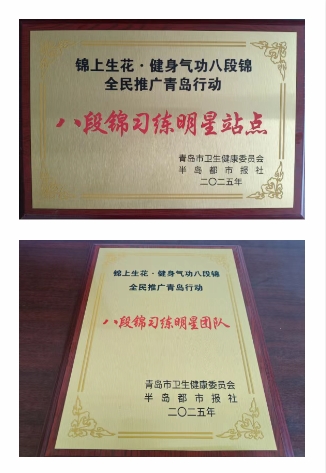 锦上生花·健身气功八段锦
全民推广青岛行动
八段锦习练明星站点
青岛市卫生健康委员会
半岛都市报社
二〇二五年
锦上生花·健身气功八段锦
全民推广青岛行动
八段锦习练明星团队
青岛市卫生健康委员会
半岛都市报社
二〇二五年